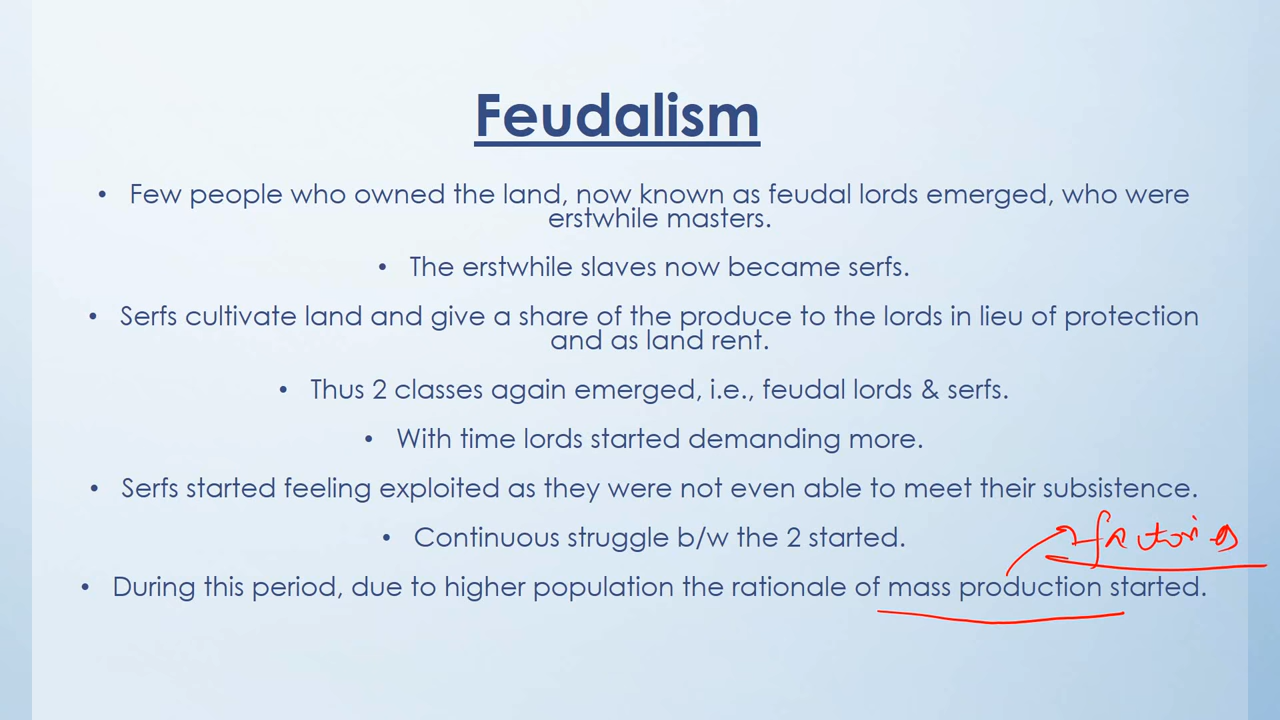 Feudalism
• Few people who owned the land, now known as feudal lords emerged, who were
erstwhile masters.
• The erstwhile slaves now became serfs.
• Serfs cultivate land and give a share of the produce to the lords in lieu of protection
and as land rent.
• Thus 2 classes again emerged, i.e., feudal lords & serfs.
• With time lords started demanding more.
• Serfs started feeling exploited as they were not even able to meet their subsistence.
• Continuous struggle b/w the 2 started.
factories
• During this period, due to higher population the rationale of mass production started.